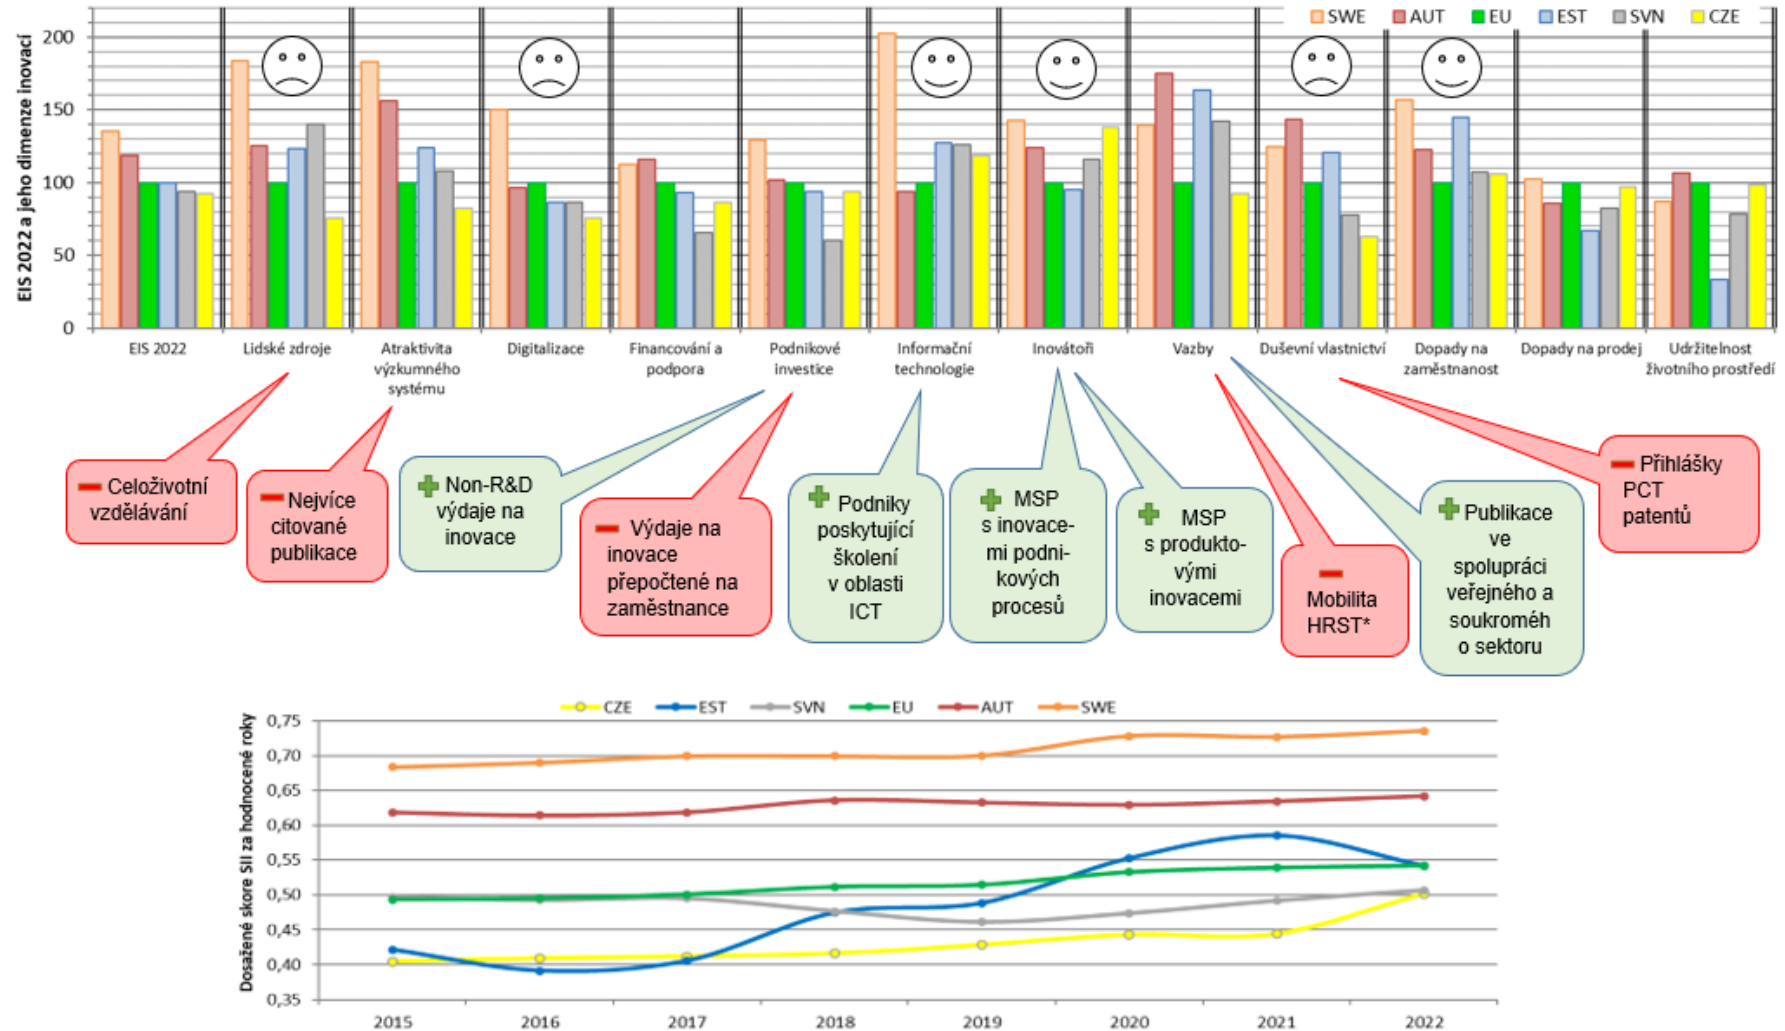 SWE AUT EU EST SVN CZE
EIS 2022 a jeho dimenze inovací
200
150
100
50
0
EIS 2022
Lidské zdroje
Atraktivita
výzkumného
systému
Digitalizace
Financování a
podpora
Podnikové
investice
Informační
technologie
Inovátoři
Vazby
Duševní vlastnictví
Dopady na
zaměstnanost
Dopady na prodej
Udržitelnost
životního prostředí
Celoživotní
vzdělávání
Nejvíce
citované
publikace
Non-R&D
výdaje na
inovace
Výdaje na
inovace
přepočtené na
zaměstnance
Podniky
poskytující
školení
v oblasti
ICT
MSP
s inovace-
mi podni-
kových
procesů
MSP
s produkto-
vými
inovacemi
Mobilita
HRST*
Publikace
ve
spolupráci
veřejného a
soukroméh
o sektoru
Přihlášky
PCT
patentů
CZE EST SVN EU AUT SWE
Dosažené skore SII za hodnocené roky
0,75
0,70
0,65
0,60
0,55
0,50
0,45
0,40
0,35
2015 2016 2017 2018 2019 2020 2021 2022